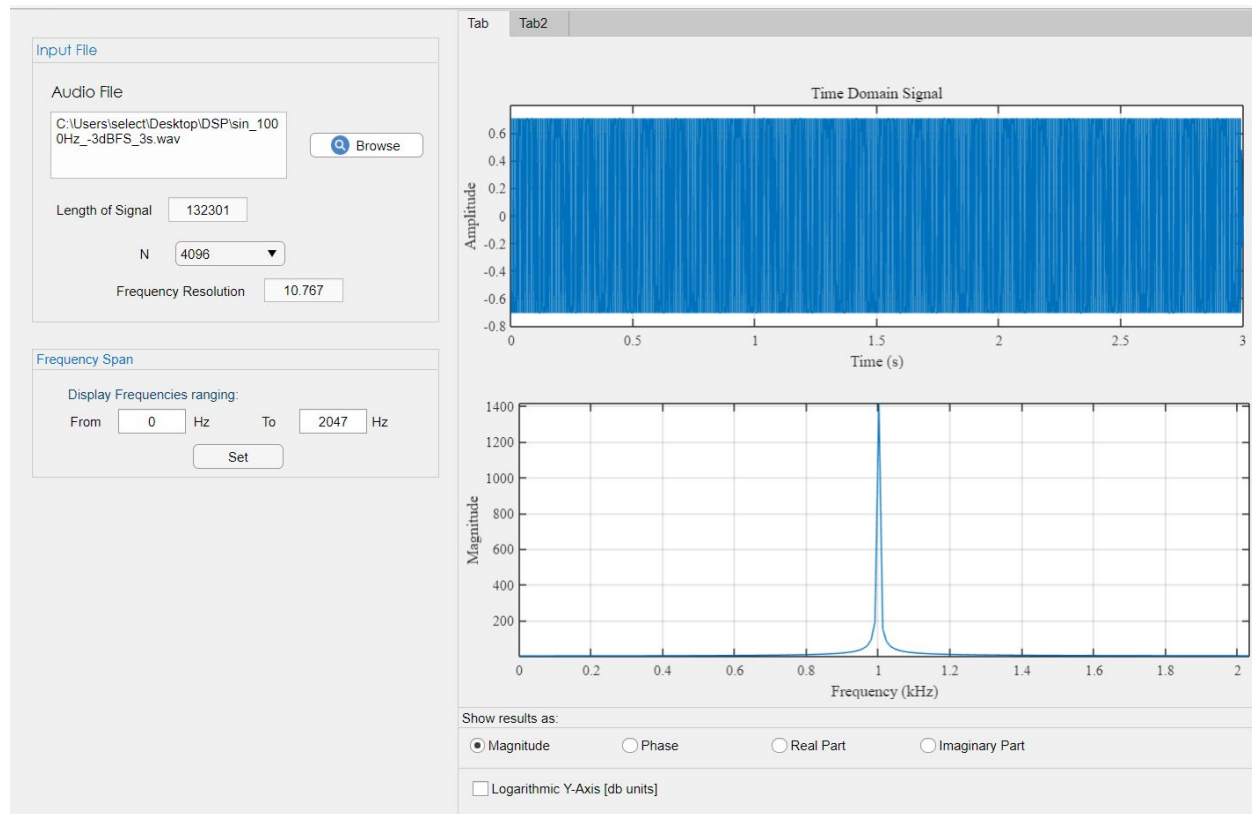 Input File
Audio File
C:\Users\select\Desktop\DSP\sin_100
0Hz_-3dBFS_3s.wav
Browse
Length of Signal 132301
N 4096
Frequency Resolution 10.767
Frequency Span
Display Frequencies ranging:
From 0 Hz To 2047 Hz
Set
Tab Tab2
Time Domain Signal
Amplitude
0.6
0.4
0.2
0
-0.2
-0.4
-0.6
-0.8
0 0.5 1 1.5 2 2.5 3
Time (s)
Magnitude
1400
1200
1000
800
600
400
200
0 0.2 0.4 0.6 0.8 1 1.2 1.4 1.6 1.8 2
Frequency (kHz)
Show results as:
Magnitude Phase Real Part Imaginary Part
Logarithmic Y-Axis [db units]